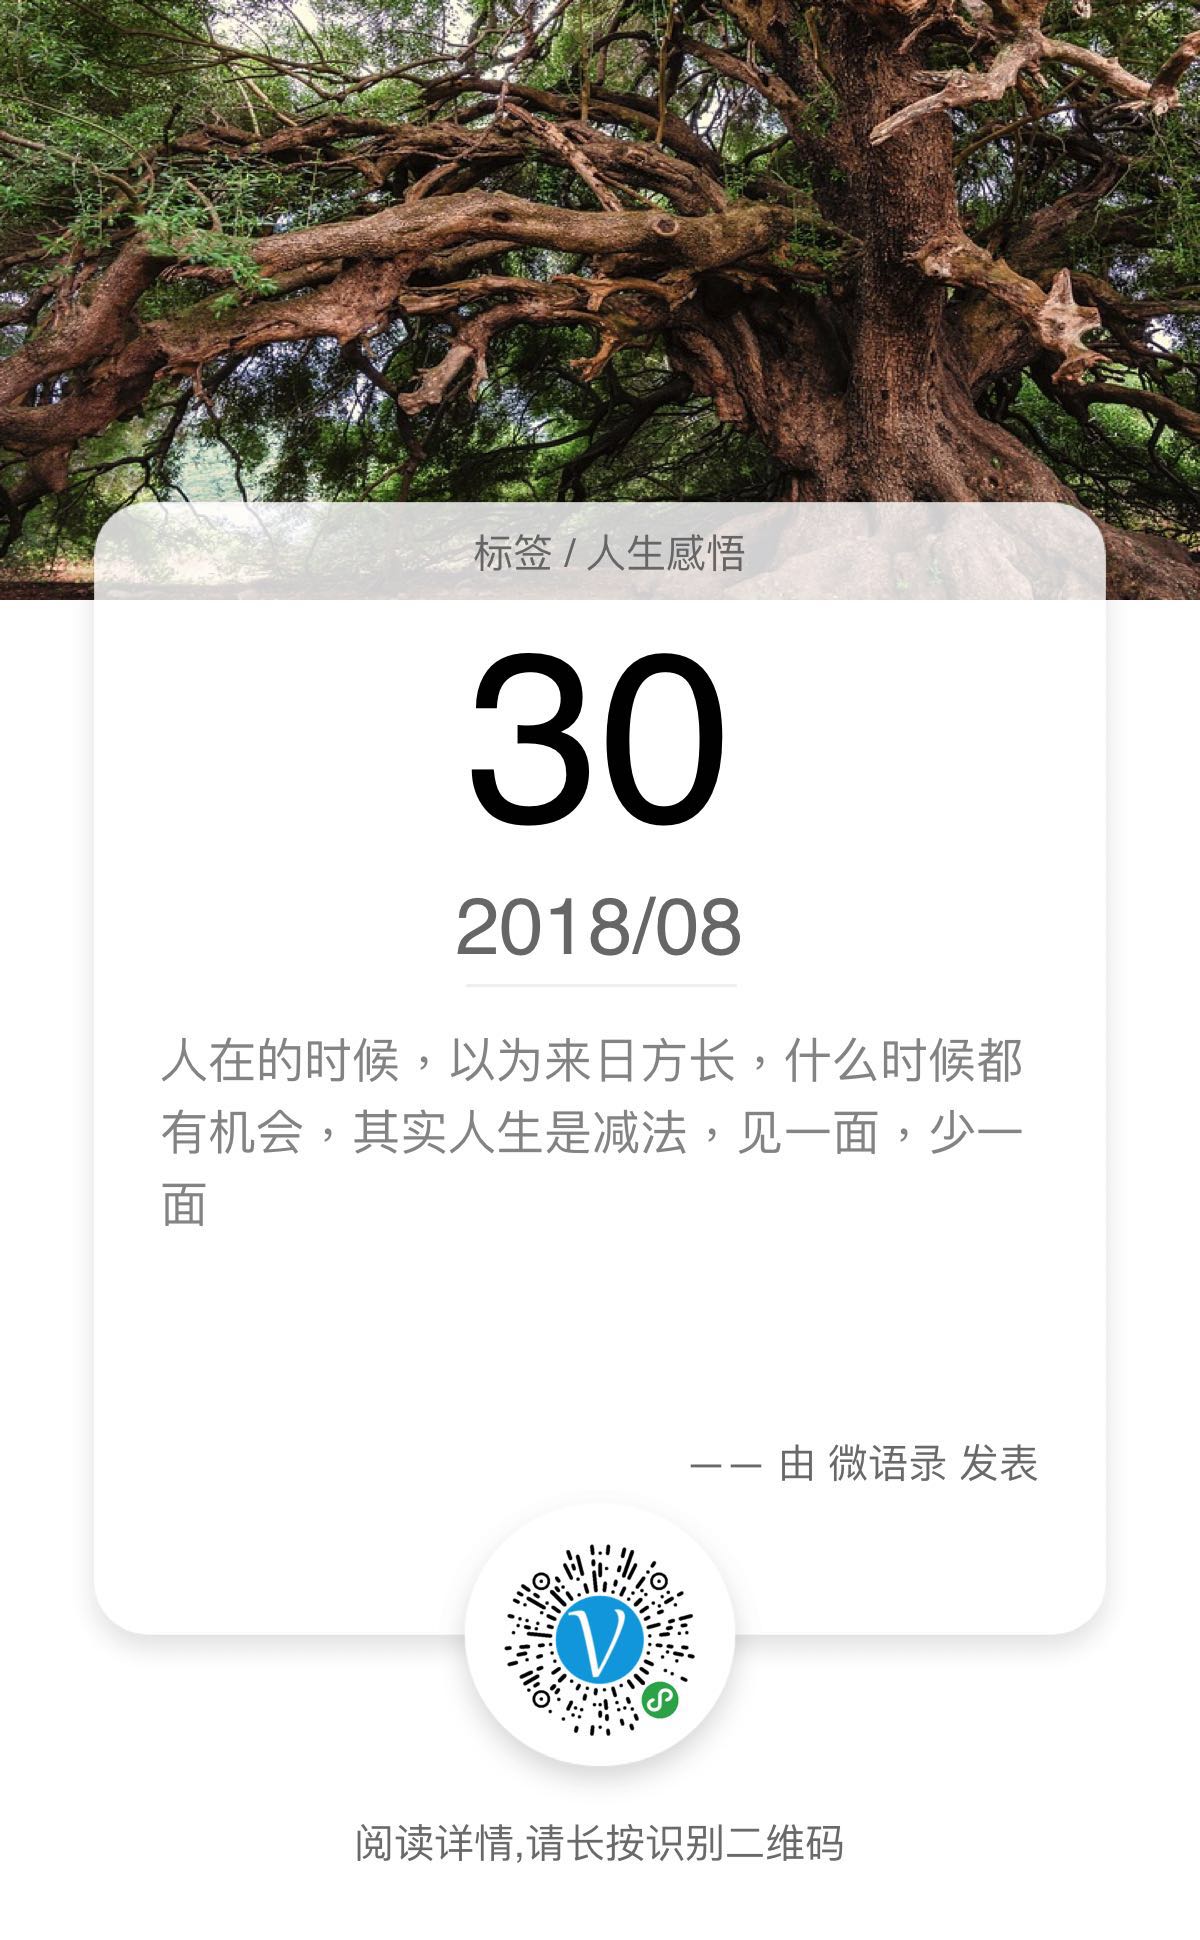 标签 / 人生感悟
30
2018/08
人在的时候，以为来日方长，什么时候都
有机会，其实人生是减法，见一面，少一
面
—— 由 微语录 发表
V
阅读详情,请长按识别二维码